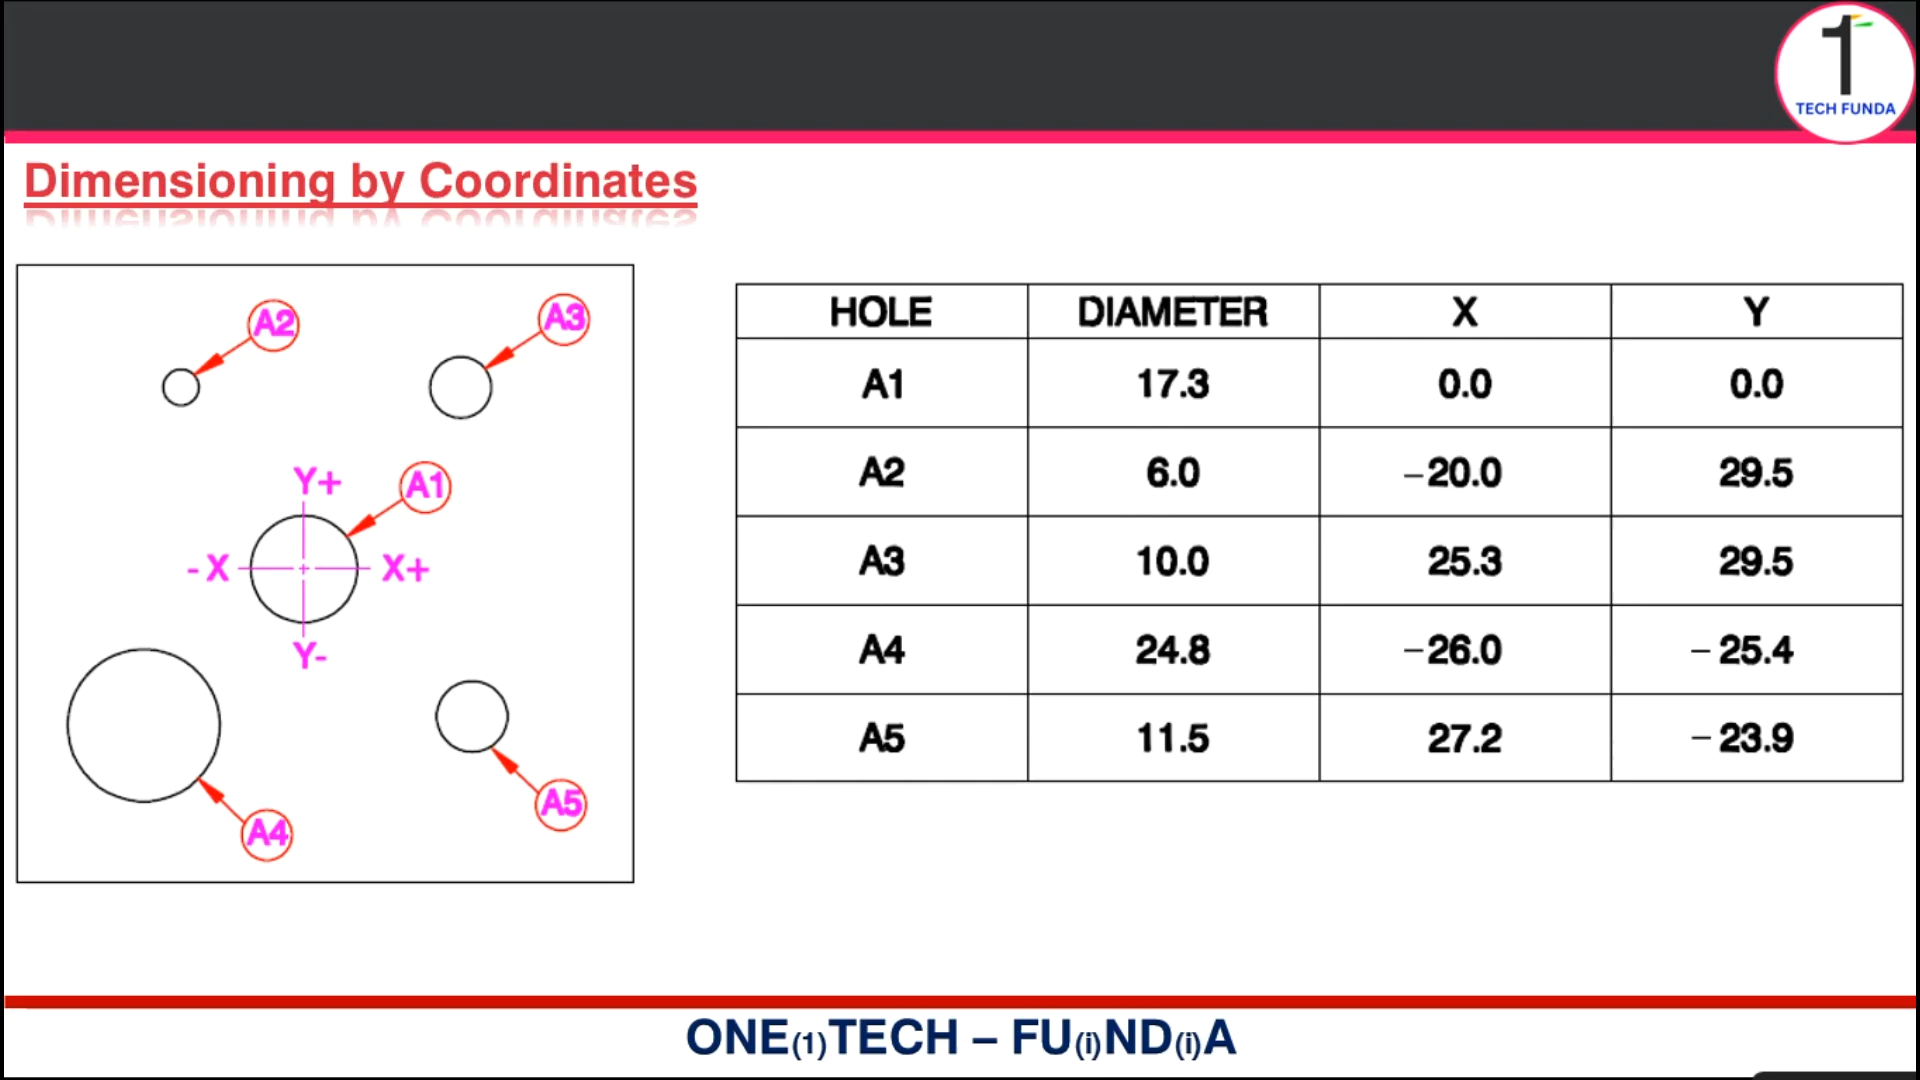 1
TECH FUNDA
Dimensioning by Coordinates
A2
A3
Y+
A1
- X
X+
Y-
A4
A5
HOLE DIAMETER X Y
A1 17.3 0.0 0.0
A2 6.0 –20.0 29.5
A3 10.0 25.3 29.5
A4 24.8 –26.0 – 25.4
A5 11.5 27.2 – 23.9
ONE(1)TECH – FU(i)ND(i)A